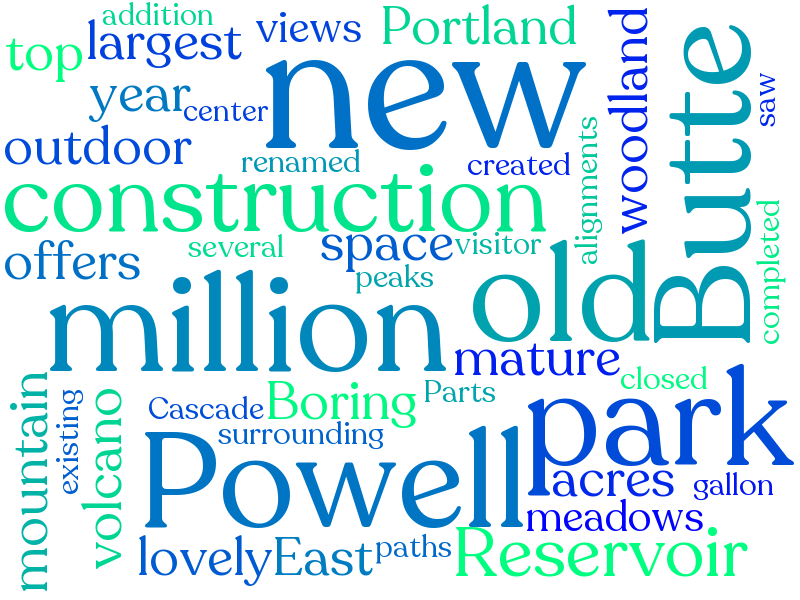 addition
top
largest
views
Portland
woodland
Butte
saw
new
year
center
outdoor
renamed
created
alignments
construction
completed
offers
several
space
visitor
peaks
old
million
mature
closed
mountain
existing
volcano
Cascade
Boring
Parts
surrounding
park
Powell
acres
gallon
meadows
lovely
East
paths
Reservoir